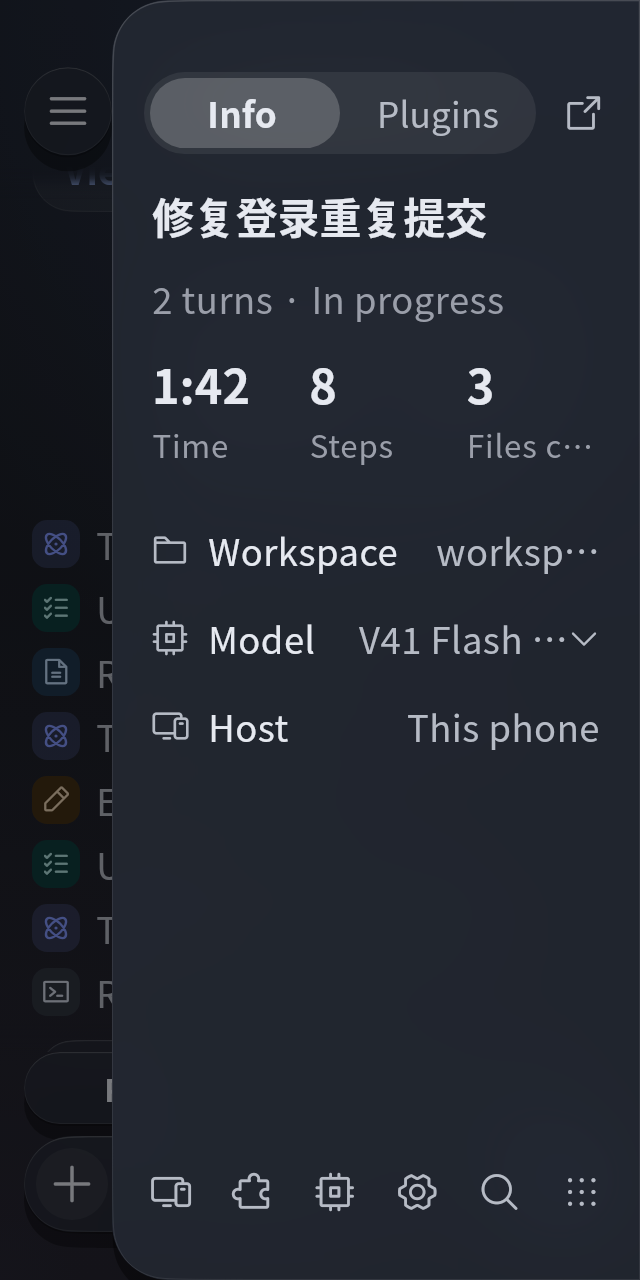 Info
Plugins
修复登录重复提交
2 turns · In progress
1:42
8
3
Time
Steps
Files c…
Workspace
worksp…
Model
V41 Flash …
Host
This phone